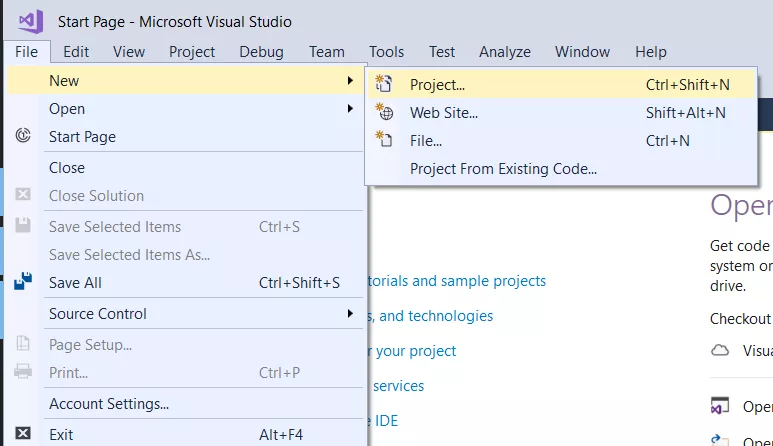 Start Page - Microsoft Visual Studio
File Edit View Project Debug Team Tools Test Analyze Window Help
New
Open
Start Page
Close
Close Solution
Save Selected Items Ctrl+S
Save Selected Items As...
Save All Ctrl+Shift+S
Source Control
Page Setup...
Print... Ctrl+P
Account Settings...
Exit Alt+F4
Project... Ctrl+Shift+N
Web Site... Shift+Alt+N
File... Ctrl+N
Project From Existing Code...
torials and sample projects
s, and technologies
r your project
services
e IDE
Oper
Get code
system or
drive.
Checkout
Visua
Open
Open